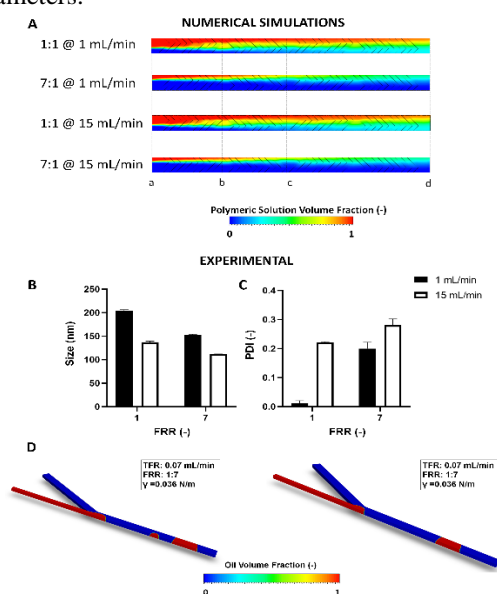 ameters.
NUMERICAL SIMULATIONS
A
1:1 @ 1 mL/min
7:1 @ 1 mL/min
1:1 @ 15 mL/min
7:1 @ 15 mL/min
a b c d
Polymeric Solution Volume Fraction (-)
0 1
EXPERIMENTAL
B C
1 mL/min
15 mL/min
Size (nm)
250
200
150
100
50
0
1 7
FRR (-)
PDI (-)
0.4
0.3
0.2
0.1
0.0
1 7
FRR (-)
D
TFR: 0.07 mL/min
FRR: 1:7
γ =0.036 N/m
TFR: 0.07 mL/min
FRR: 1:7
γ =0.036 N/m
Oil Volume Fraction (-)
0 1